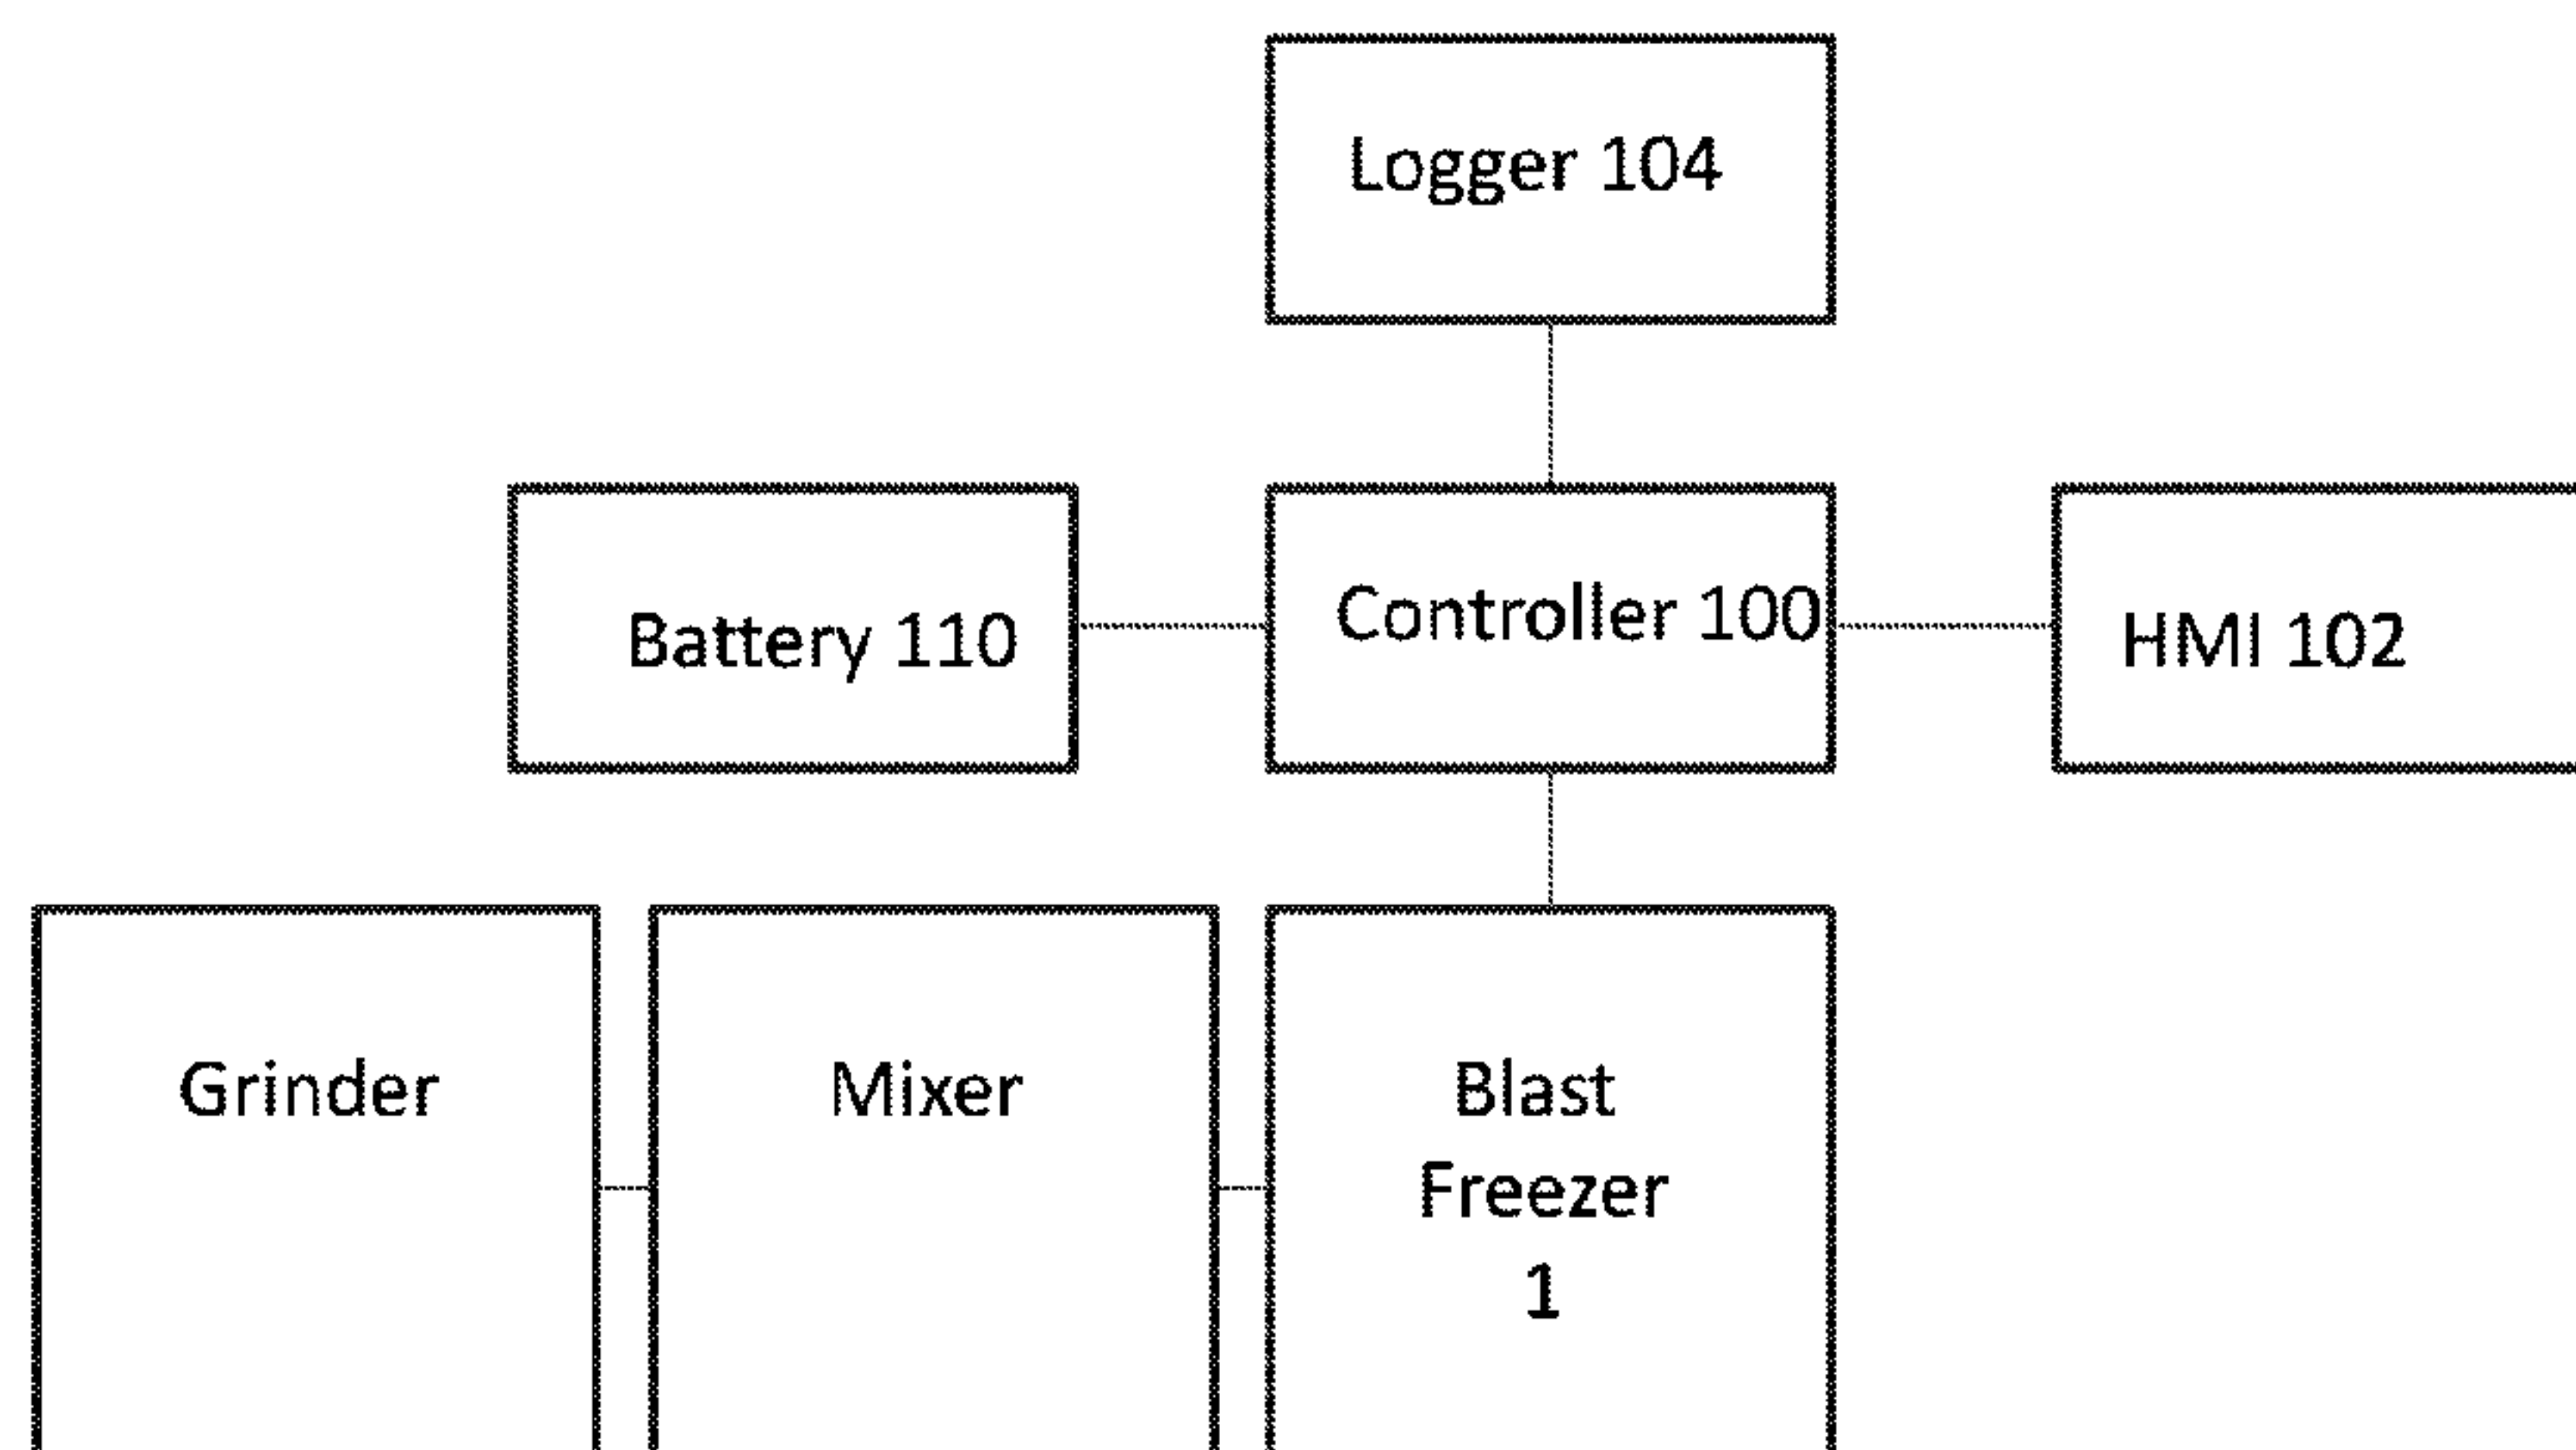 Logger 104
Battery 110
Controller 100
HMI 102
Grinder
Mixer
Blast
Freezer
1